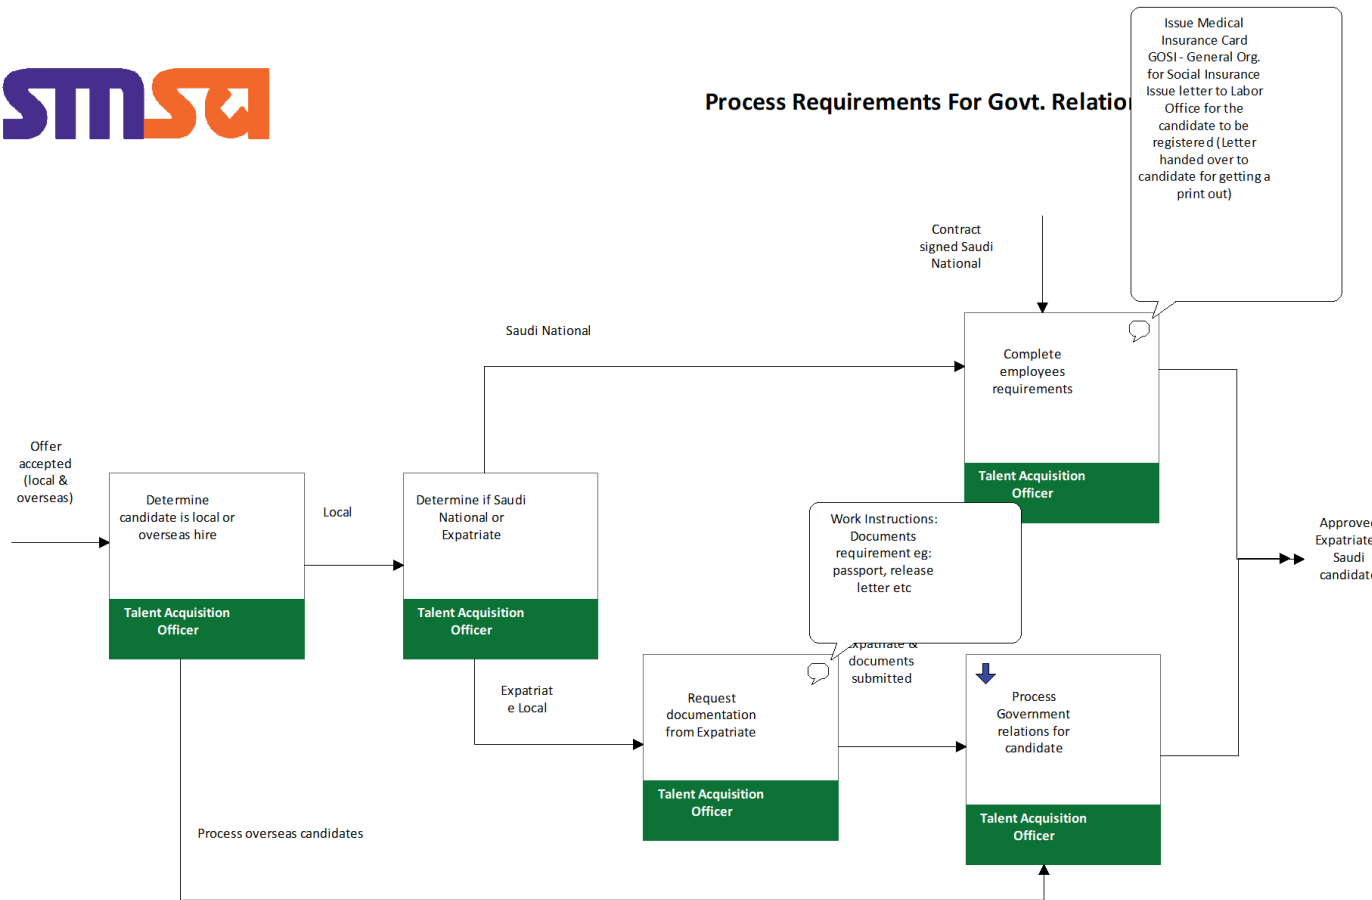 smsa
Process Requirements For Govt.
Issue Medical
Insurance Card
GOSI - General Org.
for Social Insurance
Issue letter to Labor
Office for the
candidate to be
registered (Letter
handed over to
candidate for getting a
print out)
Contract
signed Saudi
National
Saudi National
Complete
employees
requirements
Talent Acquisition
Officer
Offer
accepted
(local &
overseas)
Determine
candidate is local or
overseas hire
Talent Acquisition
Officer
Local
Determine if Saudi
National or
Expatriate
Talent Acquisition
Officer
Work Instructions:
Documents
requirement eg:
passport, release
letter etc
Saudi
Expatriat
e Local
Request
documentation
from Expatriate
Talent Acquisition
Officer
&
documents
submitted
Process
Government
relations for
candidate
Talent Acquisition
Officer
Process overseas candidates